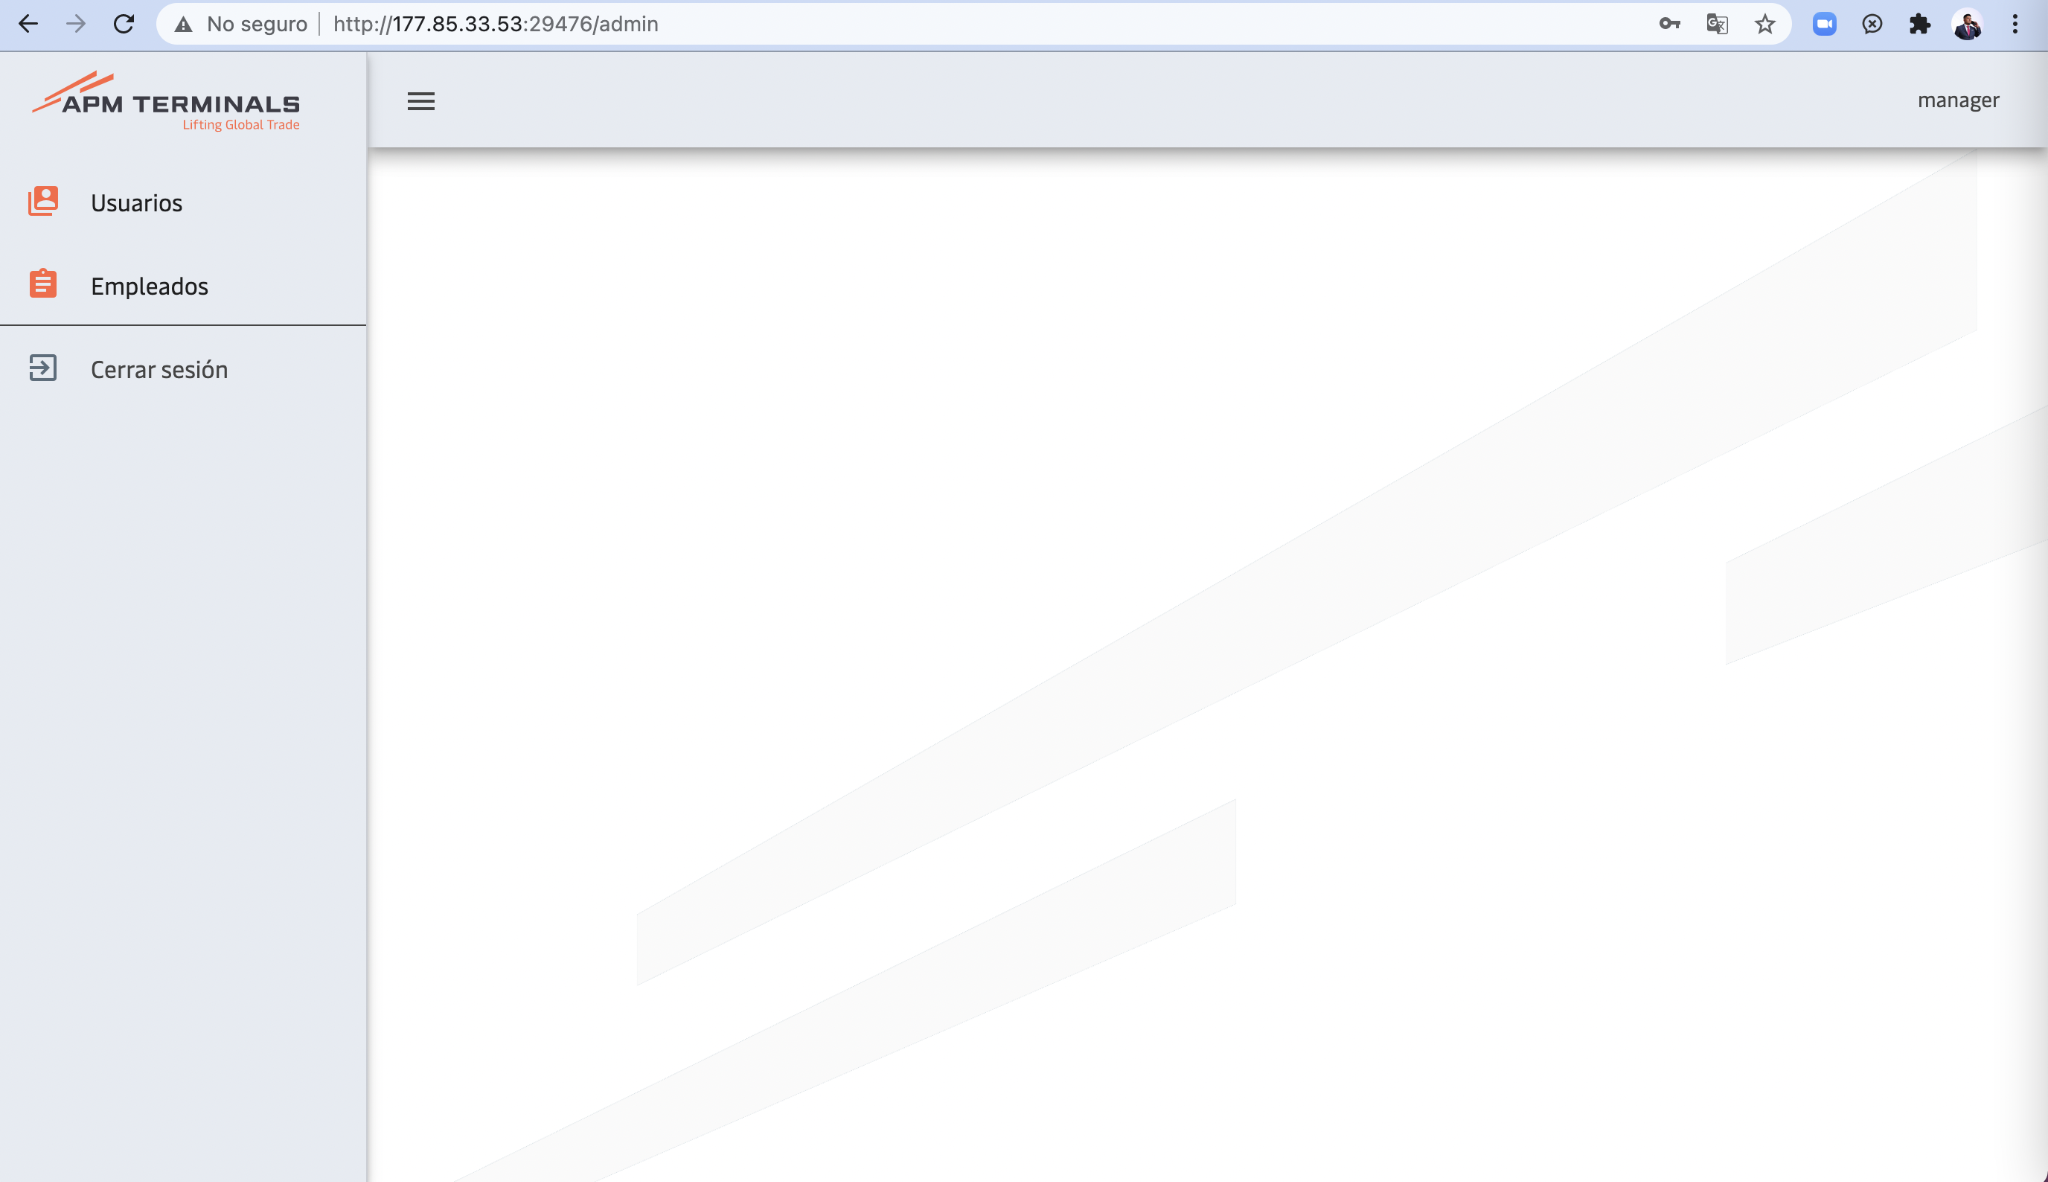 No seguro
http://177.85.33.53:29476/admin
APM TERMINALS
Lifting Global Trade
manager
Usuarios
Empleados
Cerrar sesión